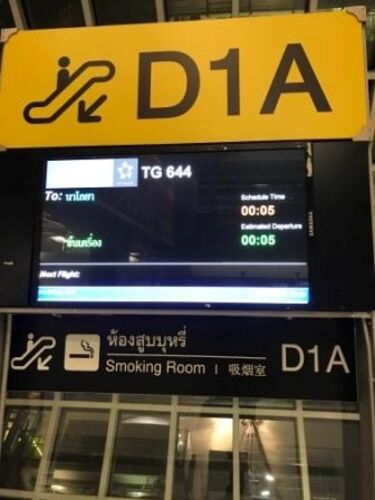 D1A
TG 644
To: นาโกยา
Schedule Time
00:05
Estimated Departure
ขึ้นเครื่อง 00:05
Next Flight:
SAMSUNG
ห้องสูบบุหรี่
Smoking Room | 吸烟室
D1A